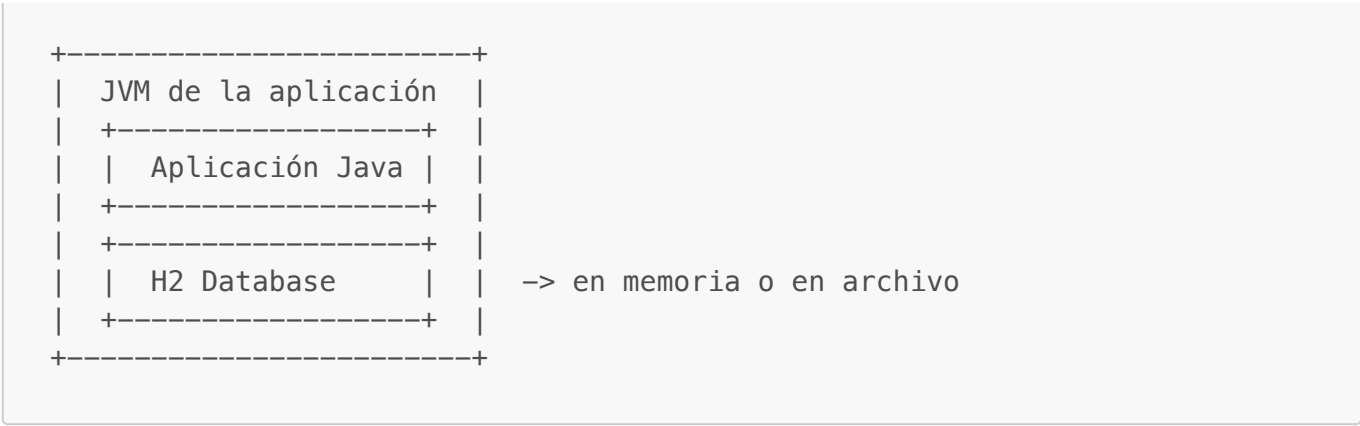 +------------------------+
|  JVM de la aplicación  |
|  +------------------+  |
|  |  Aplicación Java |  |
|  +------------------+  |
|  +------------------+  |
|  |  H2 Database     |  |  -> en memoria o en archivo
|  +------------------+  |
+------------------------+